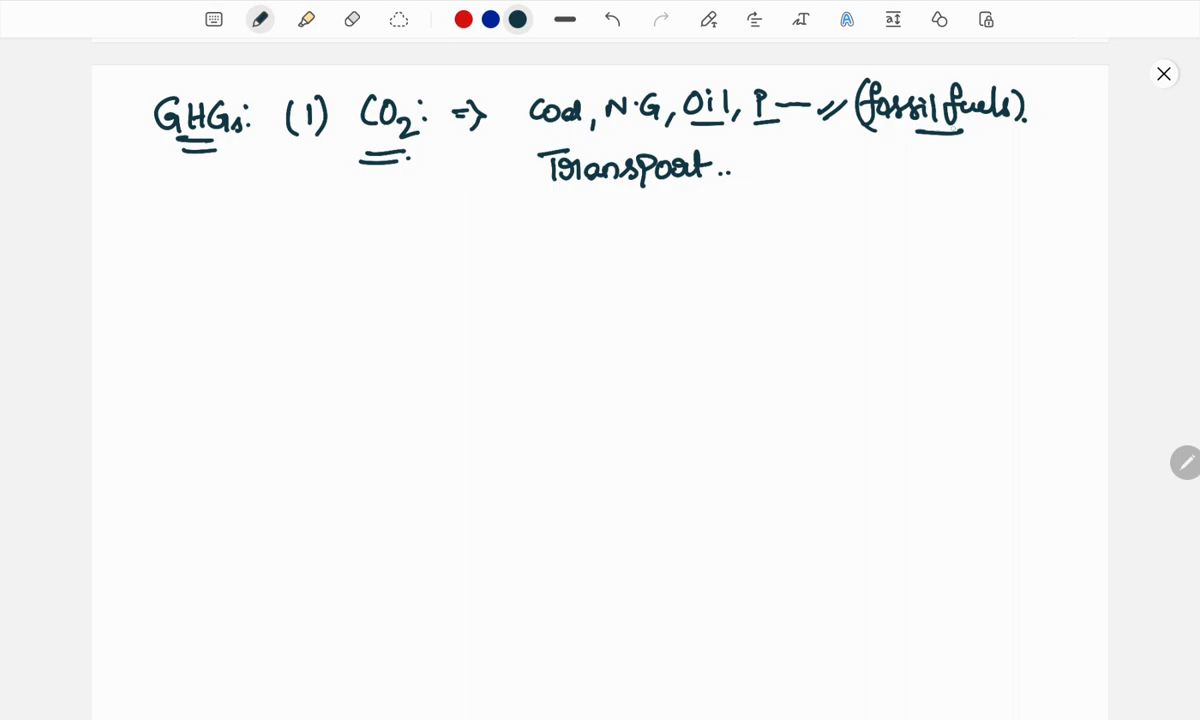 GHGs: (1) CO₂: => Coal, N.G, Oil, P— (fossil fuels).
Transport..